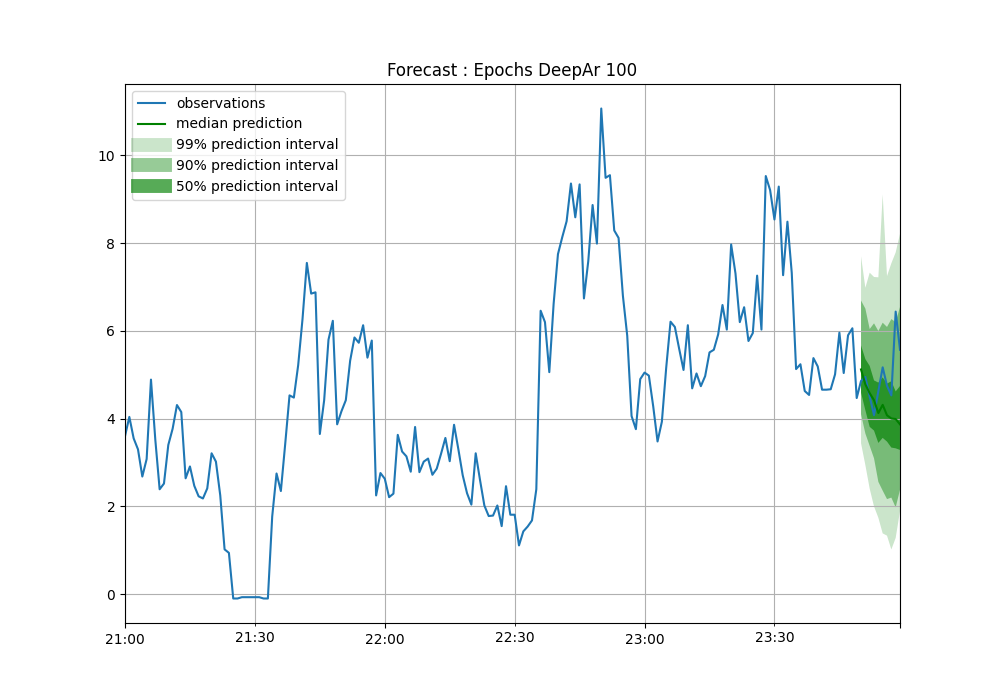 Forecast : Epochs DeepAr 100
observations
median prediction
99% prediction interval
90% prediction interval
50% prediction interval
10
8
6
4
2
0
21:00 21:30 22:00 22:30 23:00 23:30